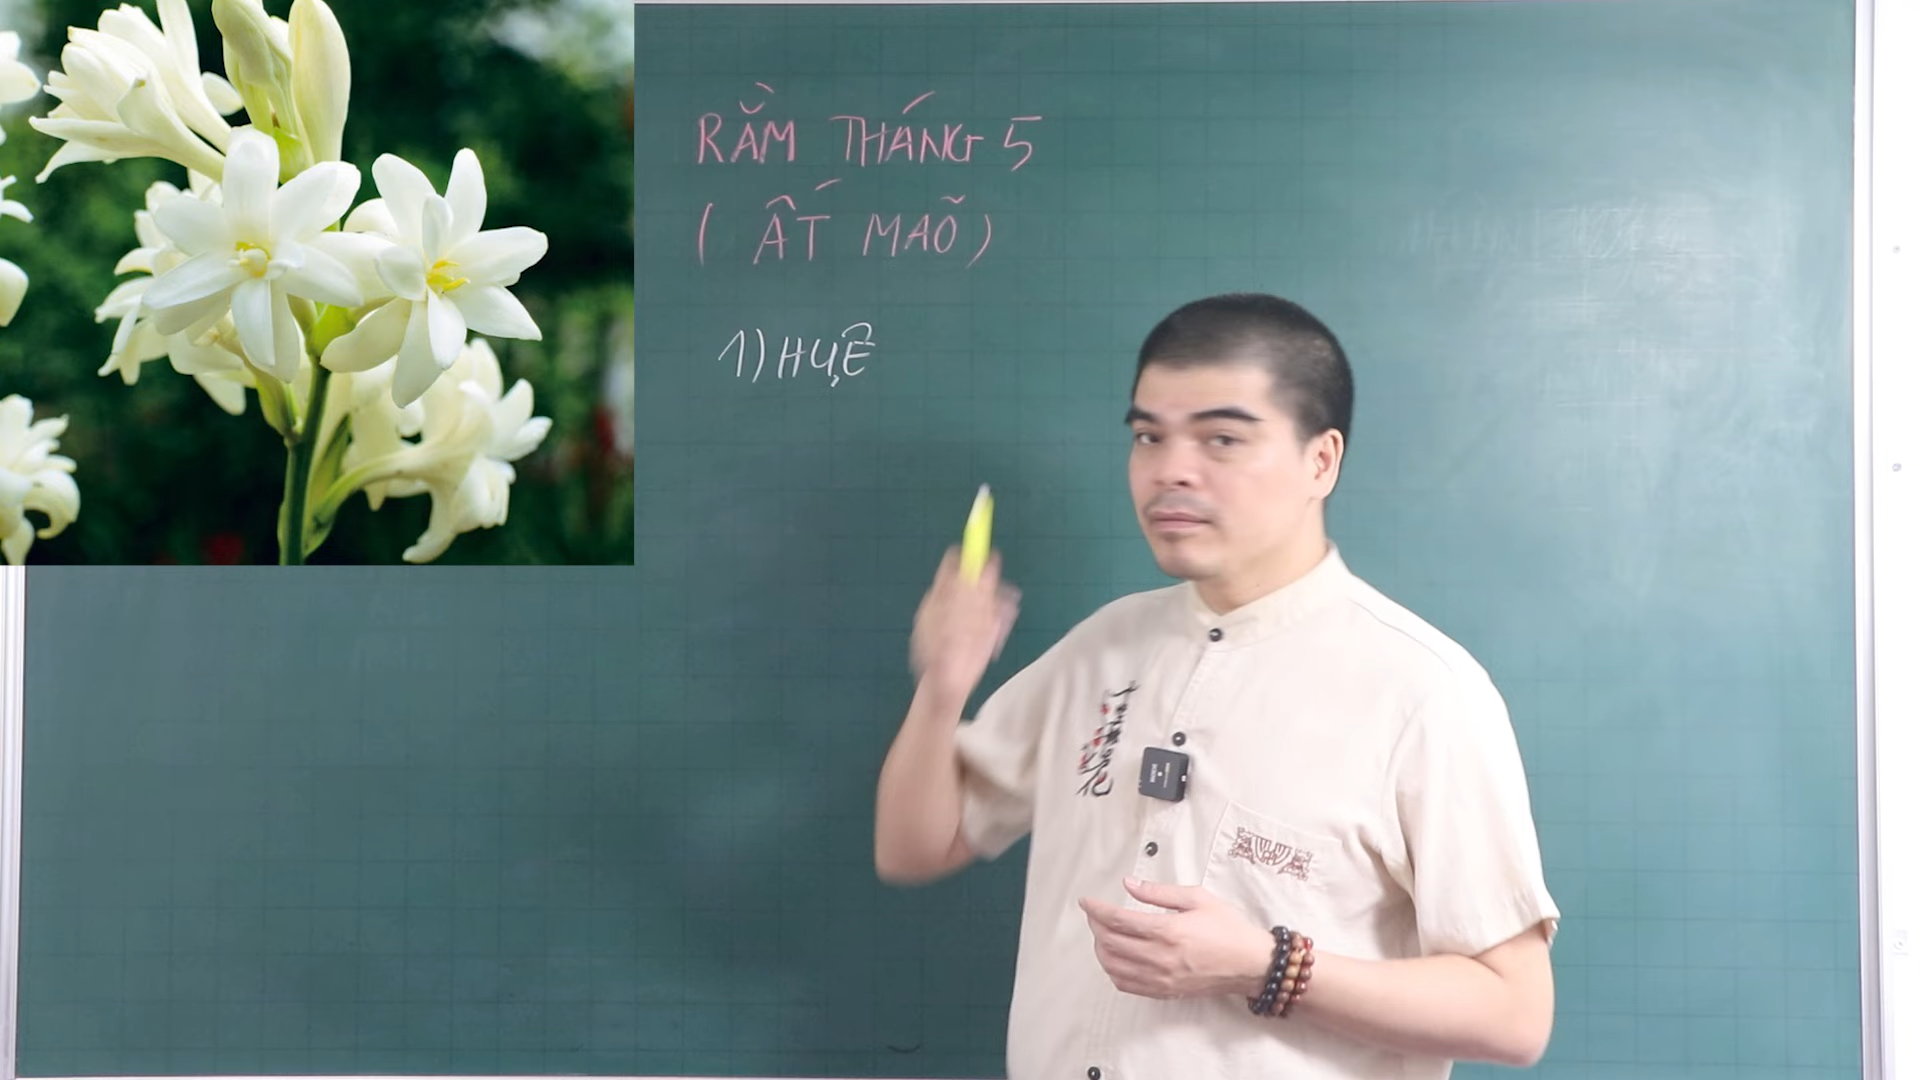 RẰM THÁNG 5
( ẤT MAÕ )
1) HUỆ